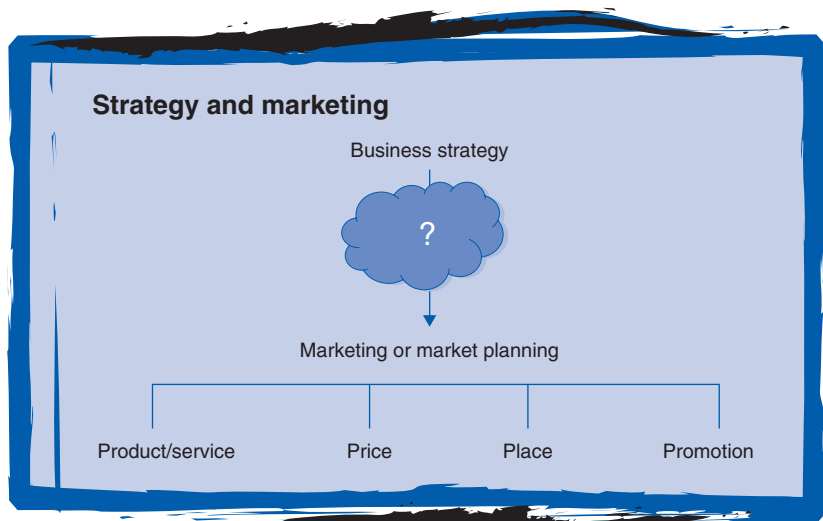 Strategy and marketing
Business strategy
?
Marketing or market planning
Product/service Price Place Promotion